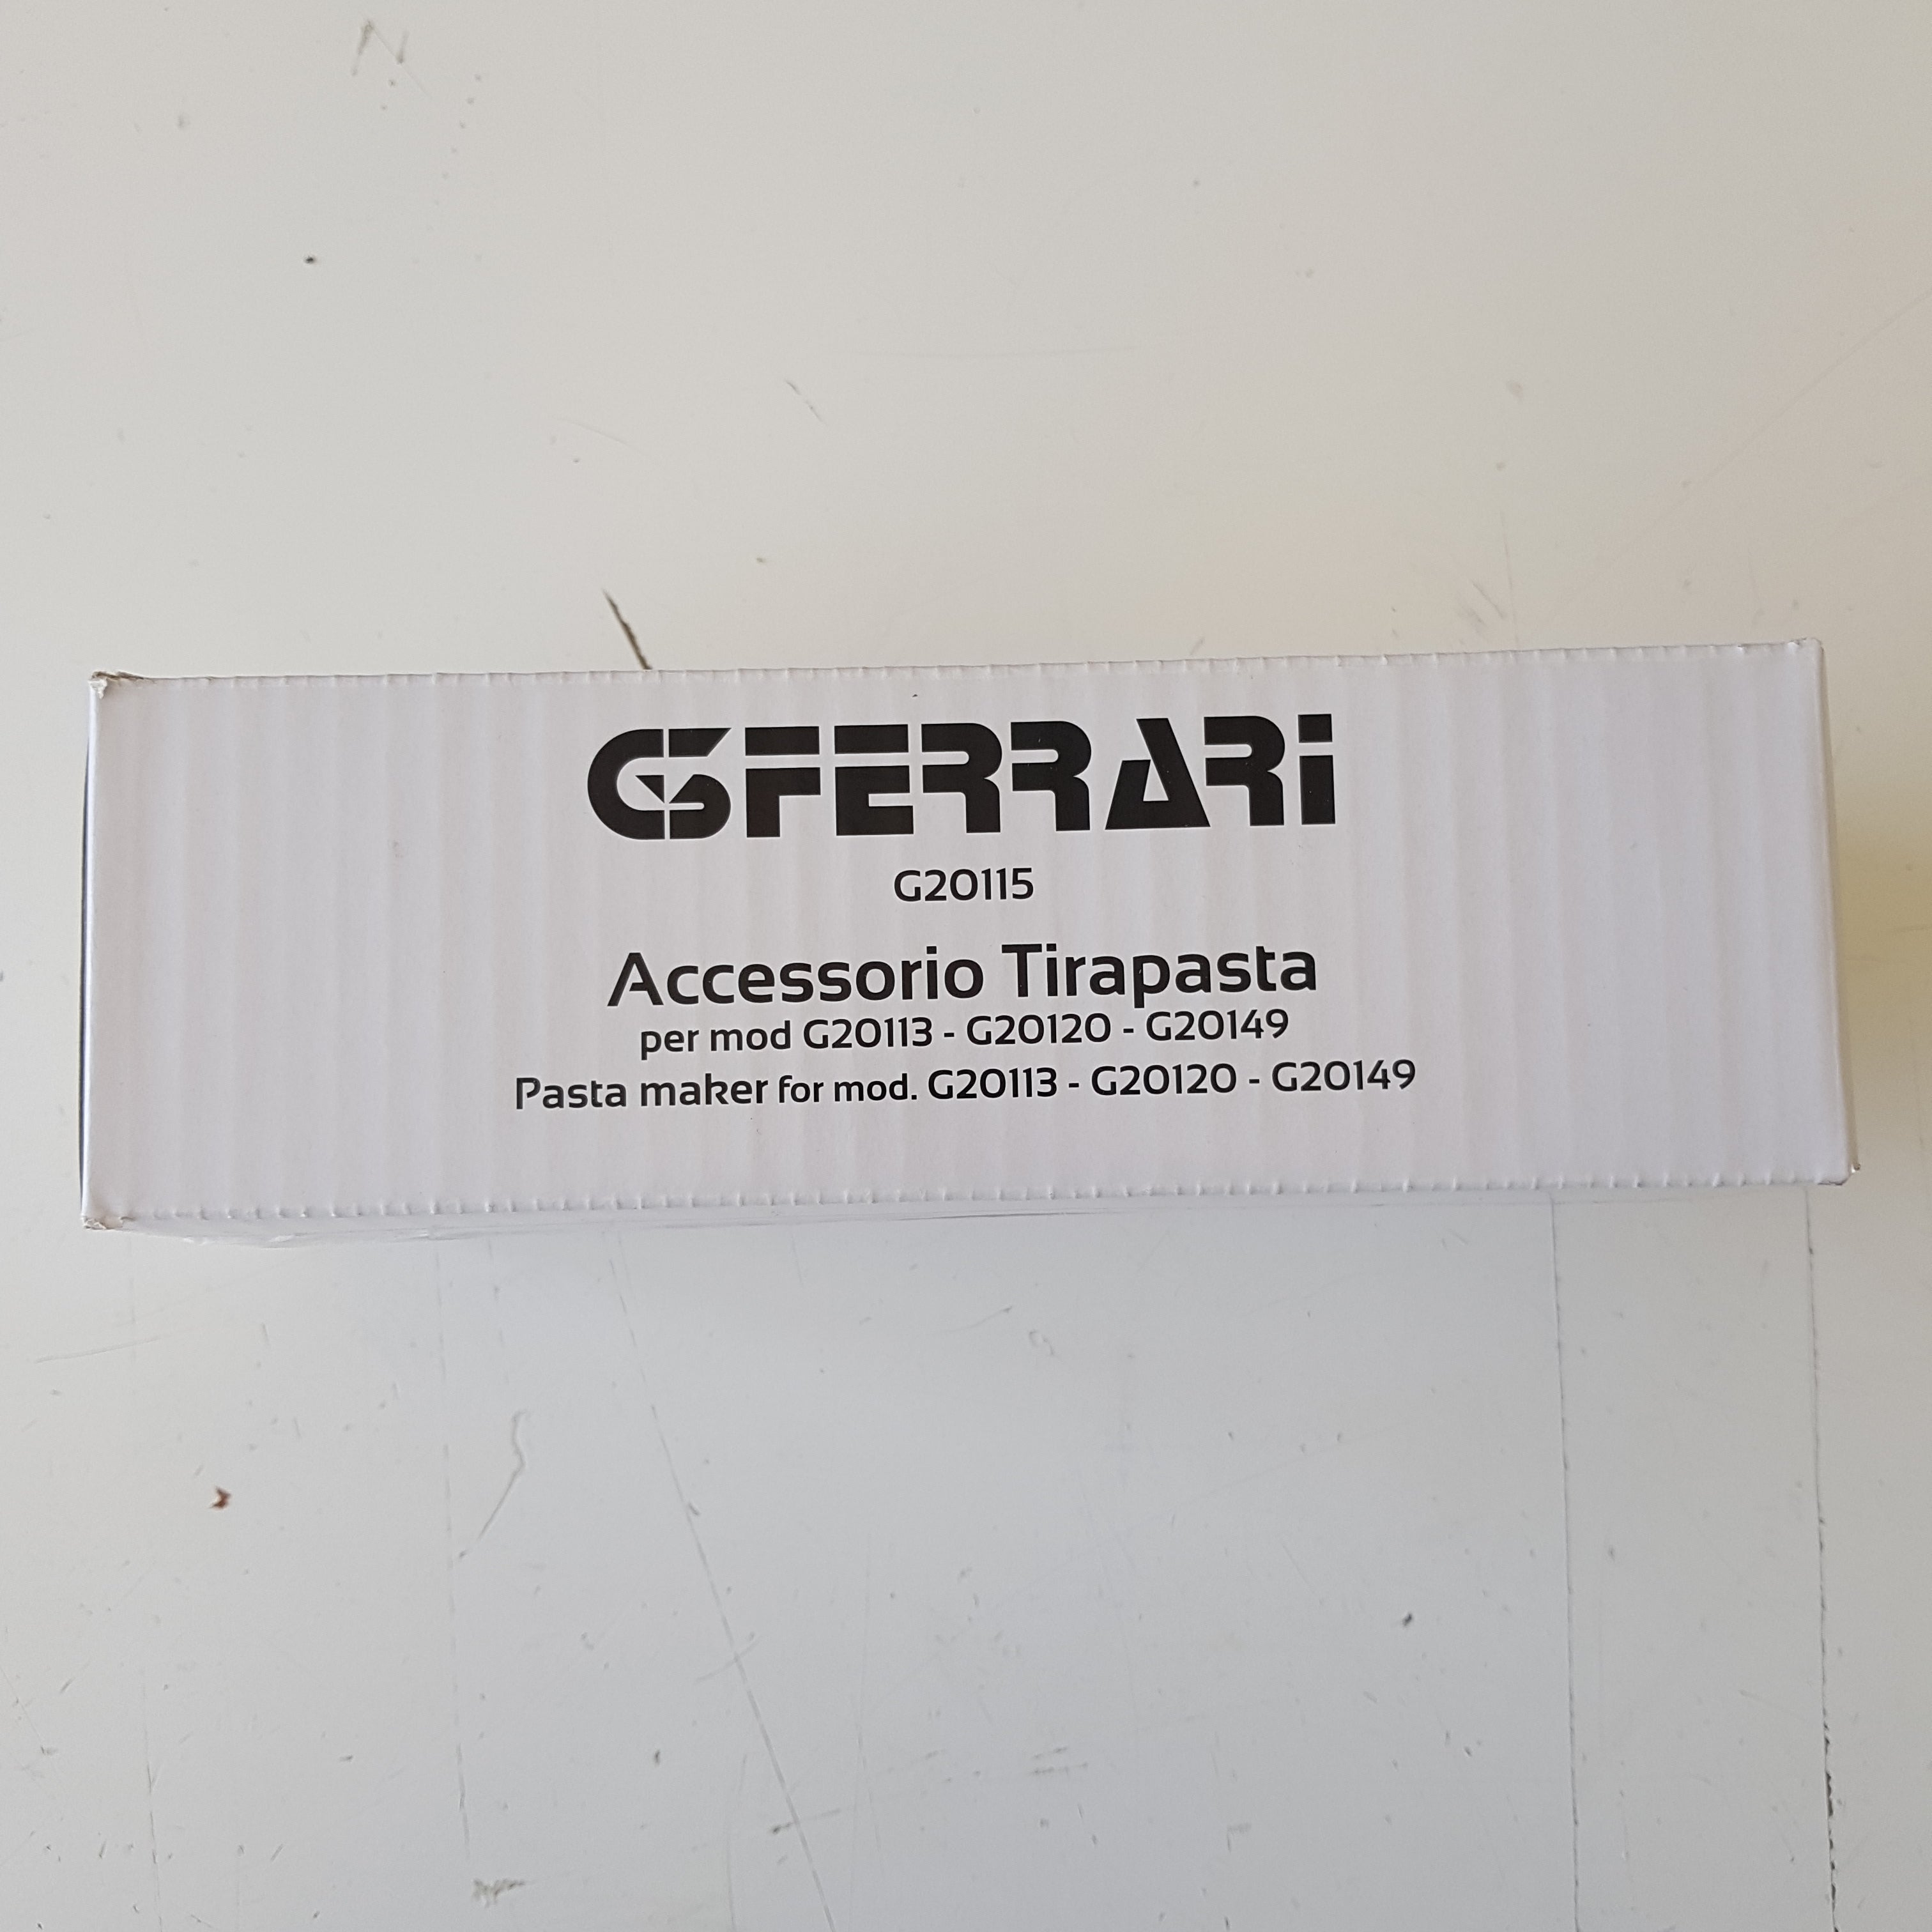 G3FERRARI
G20115
Accessorio Tirapasta
per mod G20113 - G20120 - G20149
Pasta maker for mod. G20113 - G20120 - G20149